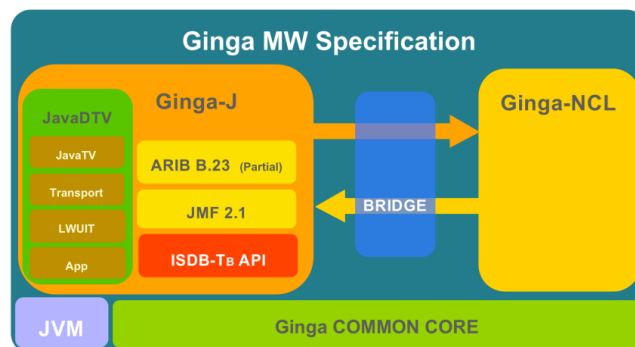 Ginga MW Specification
Ginga-J
JavaDTV
JavaTV
Transport
LWUIT
App
ARIB B.23 (Partial)
JMF 2.1
ISDB-TB API
BRIDGE
Ginga-NCL
JVM
Ginga COMMON CORE